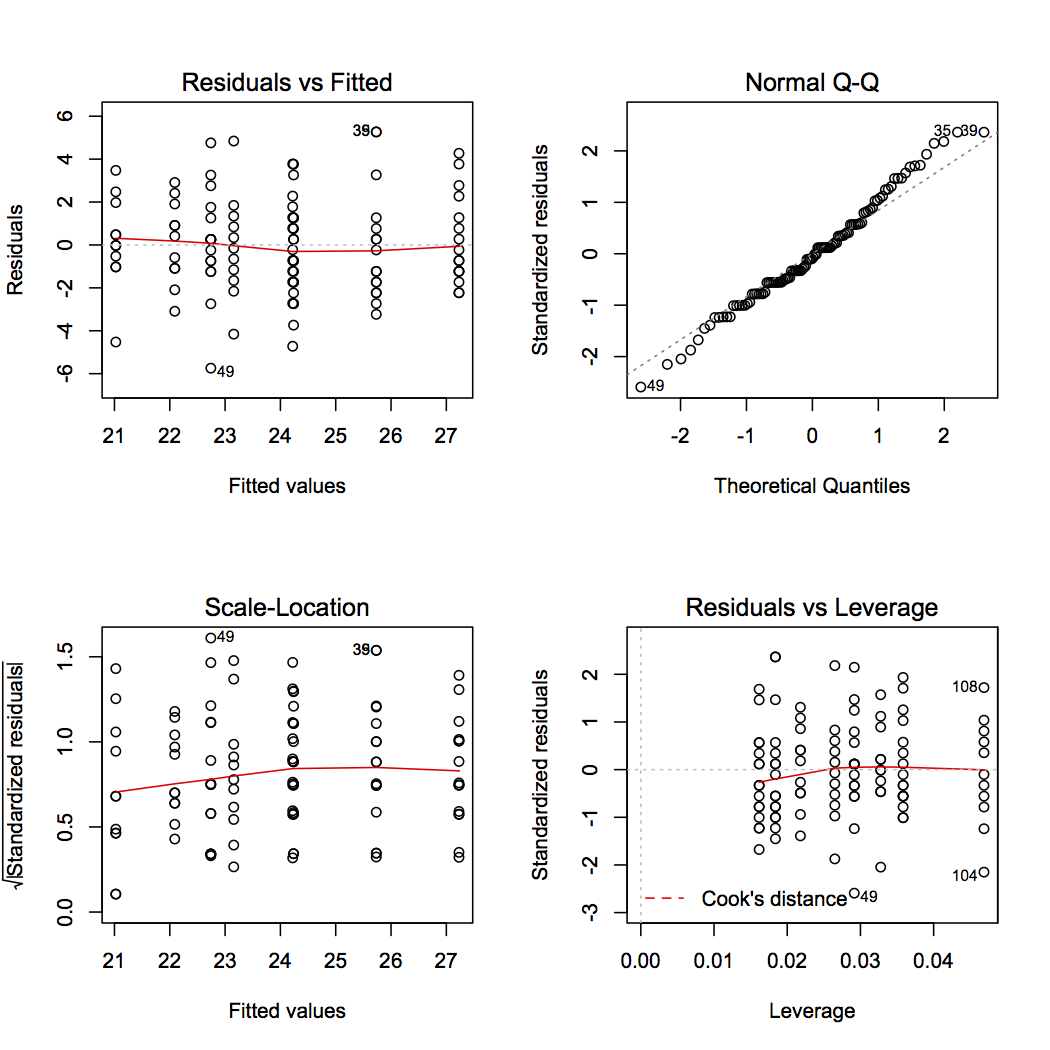 Residuals vs Fitted
Residuals
6
4
2
0
-2
-4
-6
39
49
21 22 23 24 25 26 27
Fitted values
Normal Q-Q
Standardized residuals
2
1
0
-1
-2
35 39
49
-2 -1 0 1 2
Theoretical Quantiles
Scale-Location
√|Standardized residuals|
1.5
1.0
0.5
0.0
49
39
21 22 23 24 25 26 27
Fitted values
Residuals vs Leverage
Standardized residuals
2
1
0
-1
-2
-3
108
104
Cook's distance
49
0.00 0.01 0.02 0.03 0.04
Leverage